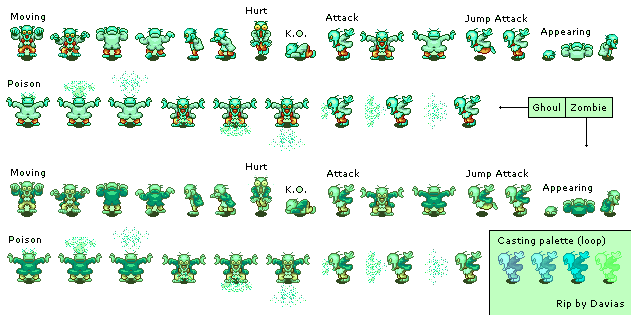 Moving
Hurt
K.O.
Attack
Jump Attack
Appearing
Poison
Ghoul Zombie
Moving
Hurt
K.O.
Attack
Jump Attack
Appearing
Poison
Casting palette (loop)
Rip by Davias